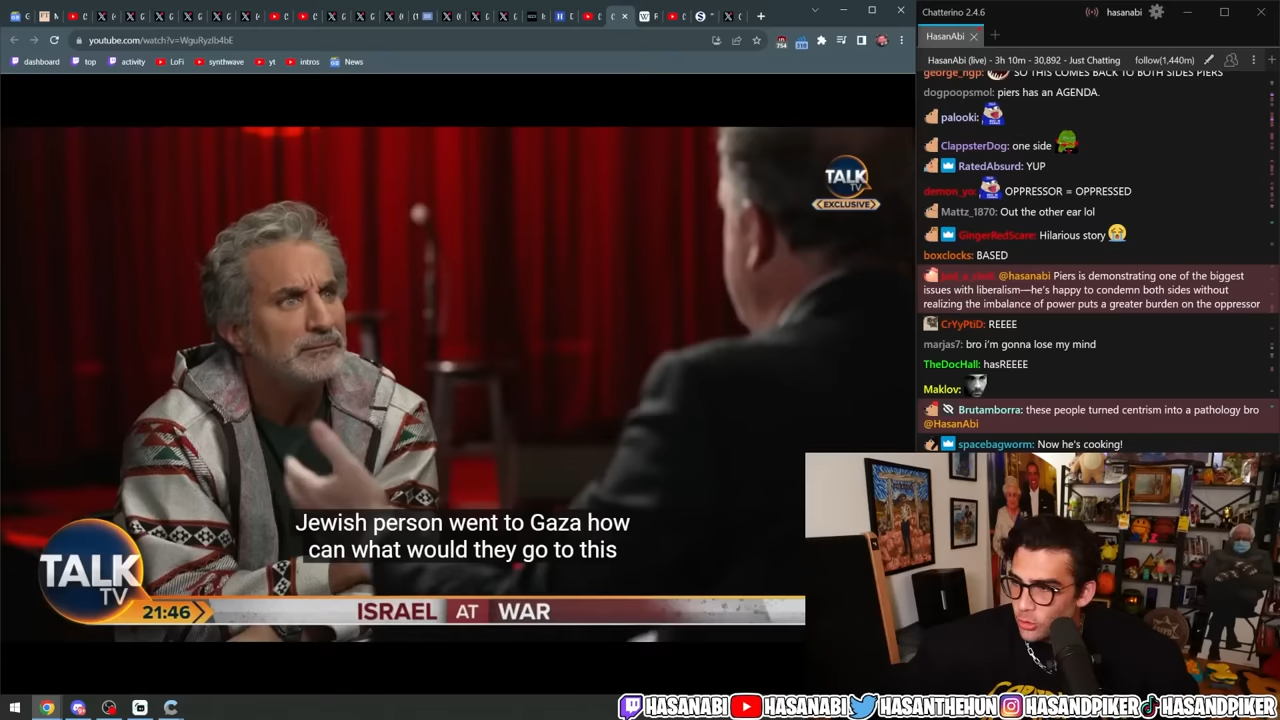 Chatterino 2.4.6
hasanabi
youtube.com/watch?v=WguRyzIb4bE
754
310
HasanAbi
dashboard
top
activity
LoFi
synthwave
yt
intros
News
HasanAbi (live) - 3h 10m - 30,892 - Just Chatting
follow(1,440m)
george_ngp: SO THIS COMES BACK TO BOTH SIDES PIERS
dogpoopsmol: piers has an AGENDA.
palooki:
ClappsterDog: one side
RatedAbsurd: YUP
demon_yo: OPPRESSOR = OPPRESSED
Mattz_1870: Out the other ear lol
GingerRedScare: Hilarious story
boxclocks: BASED
@hasanabi Piers is demonstrating one of the biggest
issues with liberalism—he's happy to condemn both sides without
realizing the imbalance of power puts a greater burden on the oppressor
CrYyPtiD: REEEE
marjas7: bro i'm gonna lose my mind
TheDocHall: hasREEEE
Maklov:
Brutamborra: these people turned centrism into a pathology bro
@HasanAbi
spacebagworm: Now he's cooking!
TALK
TV
EXCLUSIVE
Jewish person went to Gaza how
can what would they go to this
TALK
TV
21:46
ISRAEL AT WAR
HASANABI
HASANABI
HASANTHEHUN
HASANDPIKER
HASANDPIKER